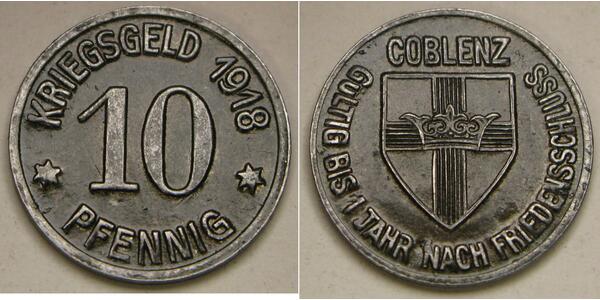 KRIEGSGELD 1918
10
PFENNIG
COBLENZ
GÜLTIG BIS 1 JAHR NACH FRIEDENSSCHLUSS